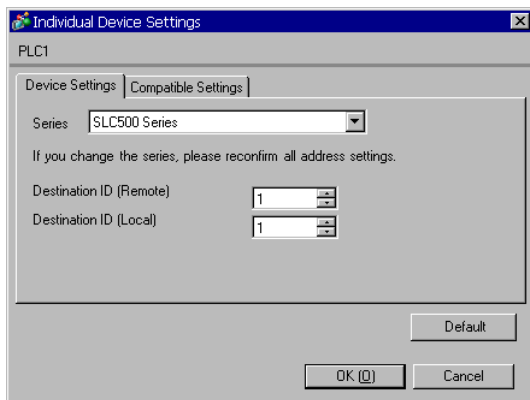 Individual Device Settings
PLC1
Device Settings Compatible Settings
Series SLC500 Series
If you change the series, please reconfirm all address settings.
Destination ID (Remote) 1
Destination ID (Local) 1
Default
OK (O) Cancel